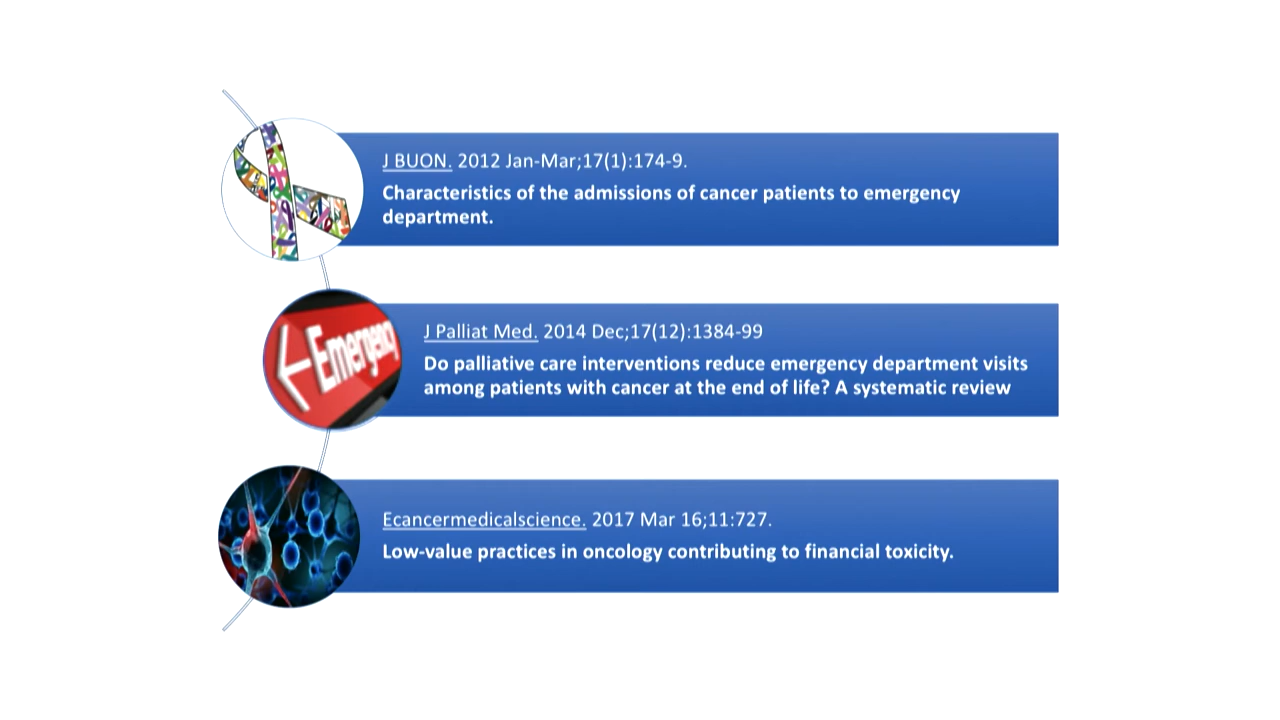 J BUON. 2012 Jan-Mar;17(1):174-9.
Characteristics of the admissions of cancer patients to emergency
department.
Emergency
J Palliat Med. 2014 Dec;17(12):1384-99
Do palliative care interventions reduce emergency department visits
among patients with cancer at the end of life? A systematic review
Ecancermedicalscience. 2017 Mar 16;11:727.
Low-value practices in oncology contributing to financial toxicity.